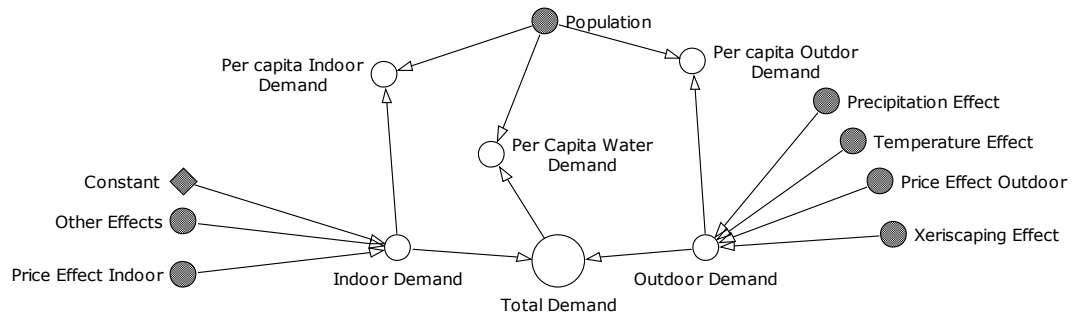 Population
Per capita Indoor
Demand
Per capita Outdor
Demand
Precipitation Effect
Temperature Effect
Per Capita Water
Demand
Constant
Price Effect Outdoor
Other Effects
Xeriscaping Effect
Price Effect Indoor
Indoor Demand
Outdoor Demand
Total Demand